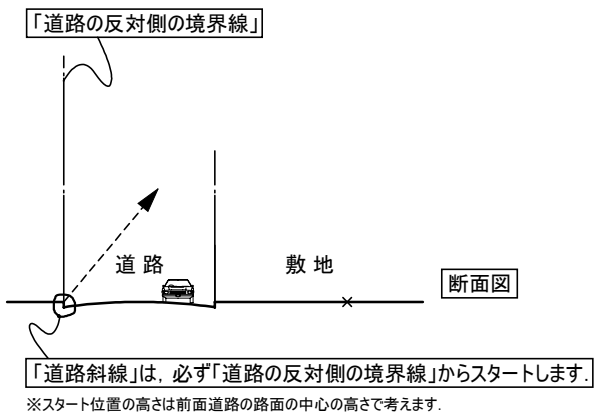 「道路の反対側の境界線」
道路
敷地
断面図
「道路斜線」は，必ず「道路の反対側の境界線」からスタートします．
※スタート位置の高さは前面道路の路面の中心の高さで考えます．